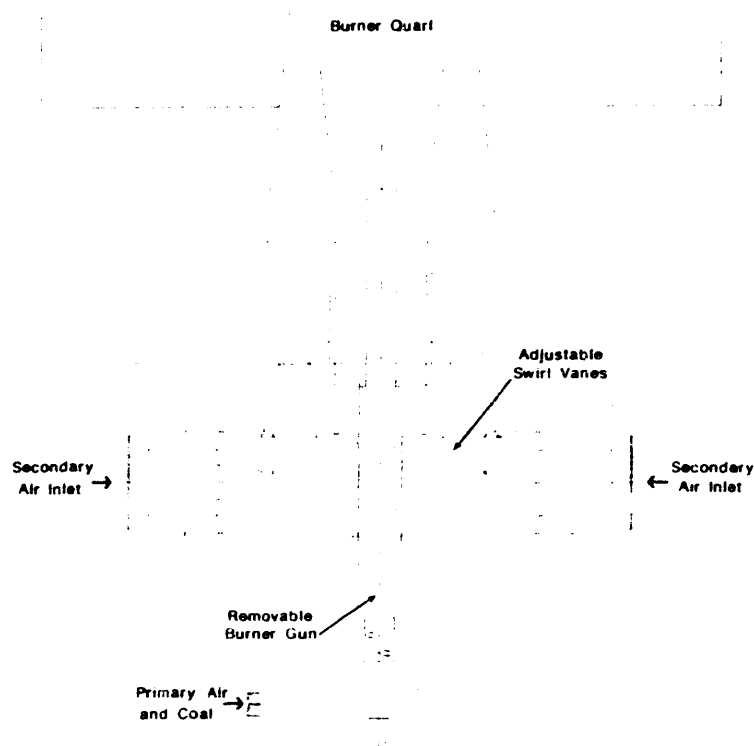 Burner Quarl
Adjustable
Swirl Vanes
Secondary
Air Inlet
Secondary
Air Inlet
Removable
Burner Gun
Primary Air
and Coal